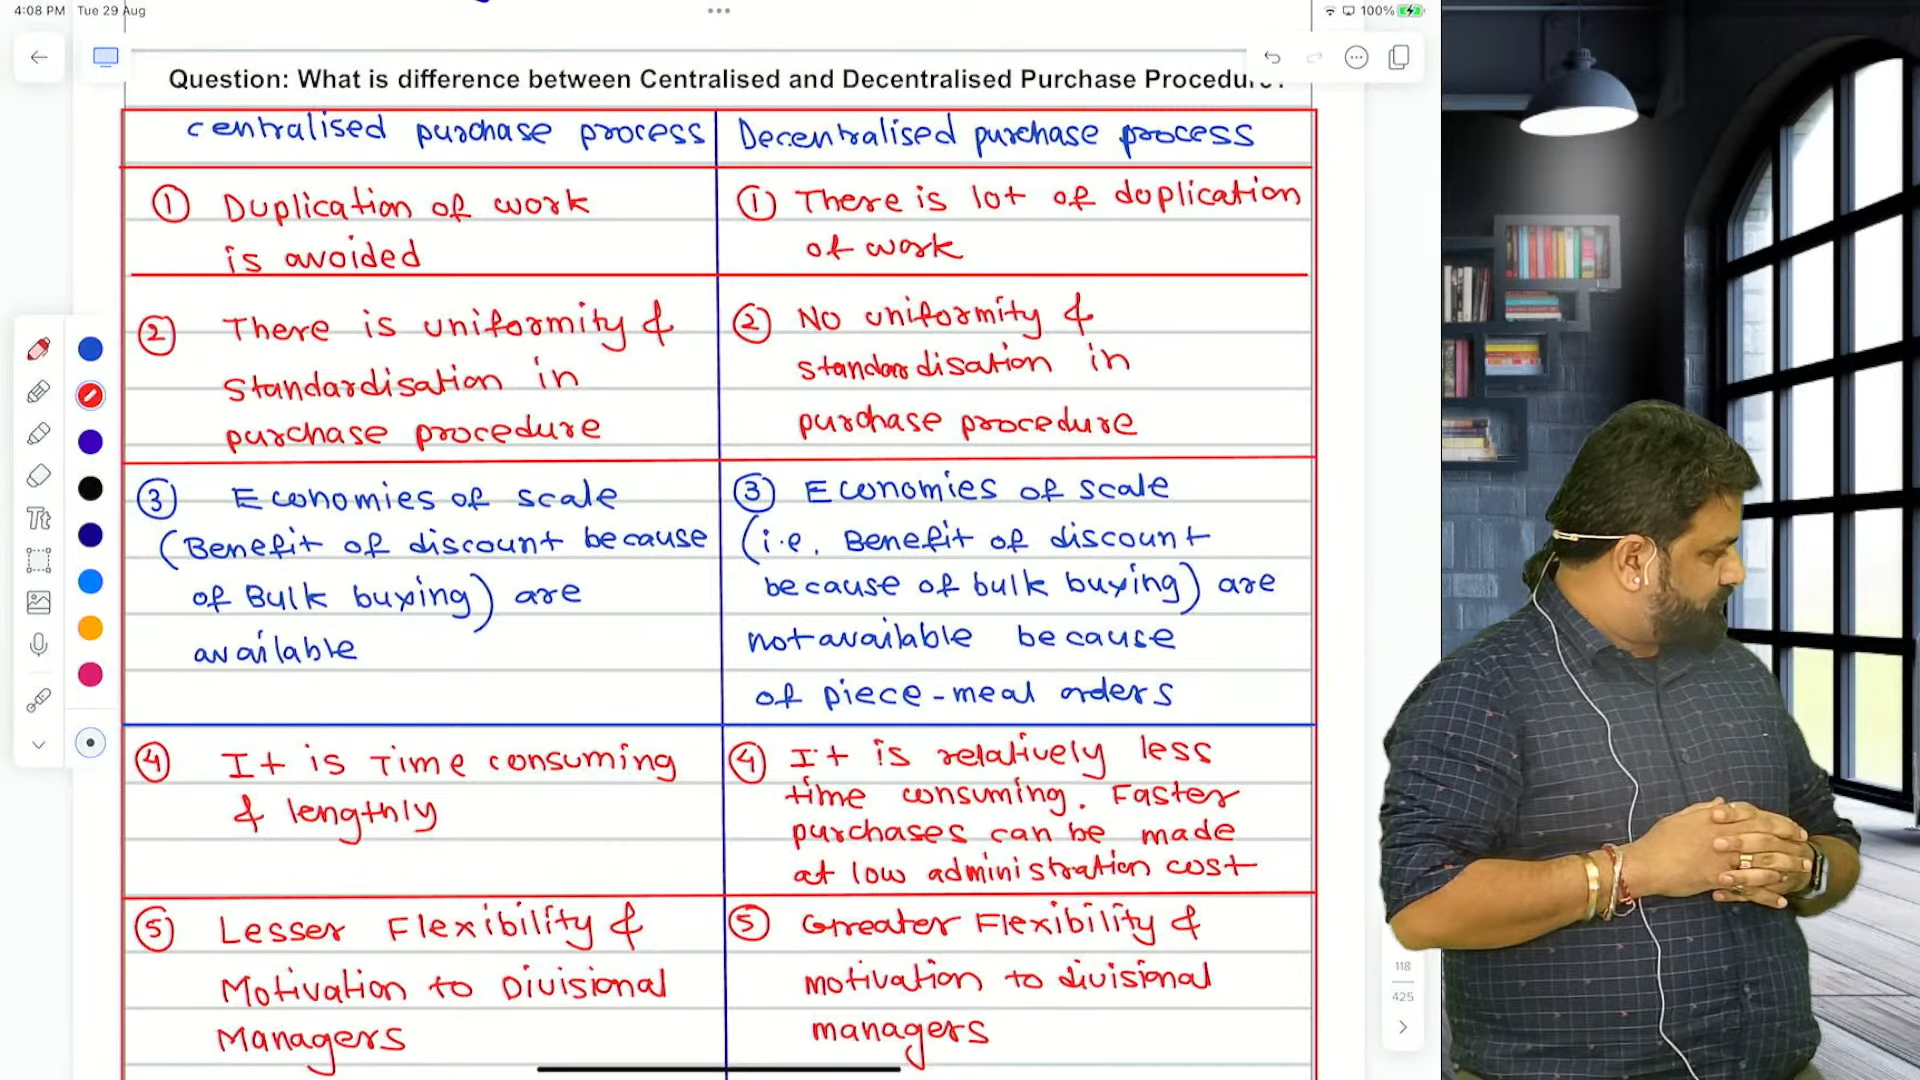 4:08 PM Tue 29 Aug
100%
Question: What is difference between Centralised and Decentralised Purchase Procedure?
centralised purchase process
Decentralised purchase process
① Duplication of work
is avoided
① There is lot of duplication
of work
② There is uniformity &
Standardisation in
purchase procedure
② No uniformity &
standardisation in
purchase procedure
③ Economies of scale
(Benefit of discount because
of Bulk buying) are
available
③ Economies of scale
(i.e. Benefit of discount
because of bulk buying) are
not available because
of piece-meal orders
④ It is Time consuming
& lengthly
④ It is relatively less
time consuming. Faster
purchases can be made
at low administration cost
⑤ Lesser Flexibility &
Motivation to Divisional
Managers
⑤ Greater Flexibility &
motivation to divisional
managers
Tt
118
425